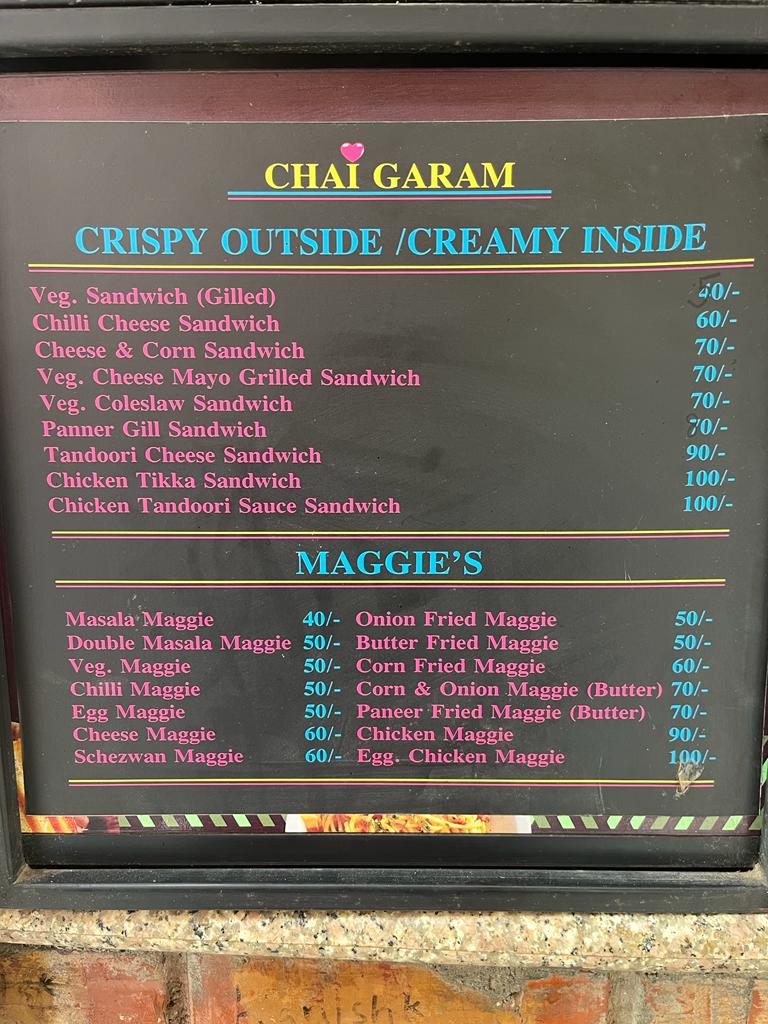 CHAI GARAM
CRISPY OUTSIDE /CREAMY INSIDE
Veg. Sandwich (Gilled) 40/-
Chilli Cheese Sandwich 60/-
Cheese & Corn Sandwich 70/-
Veg. Cheese Mayo Grilled Sandwich 70/-
Veg. Coleslaw Sandwich 70/-
Panner Gill Sandwich 70/-
Tandoori Cheese Sandwich 90/-
Chicken Tikka Sandwich 100/-
Chicken Tandoori Sauce Sandwich 100/-
MAGGIE'S
Masala Maggie 40/- Onion Fried Maggie 50/-
Double Masala Maggie 50/- Butter Fried Maggie 50/-
Veg. Maggie 50/- Corn Fried Maggie 60/-
Chilli Maggie 50/- Corn & Onion Maggie (Butter) 70/-
Egg Maggie 50/- Paneer Fried Maggie (Butter) 70/-
Cheese Maggie 60/- Chicken Maggie 90/-
Schezwan Maggie 60/- Egg. Chicken Maggie 100/-